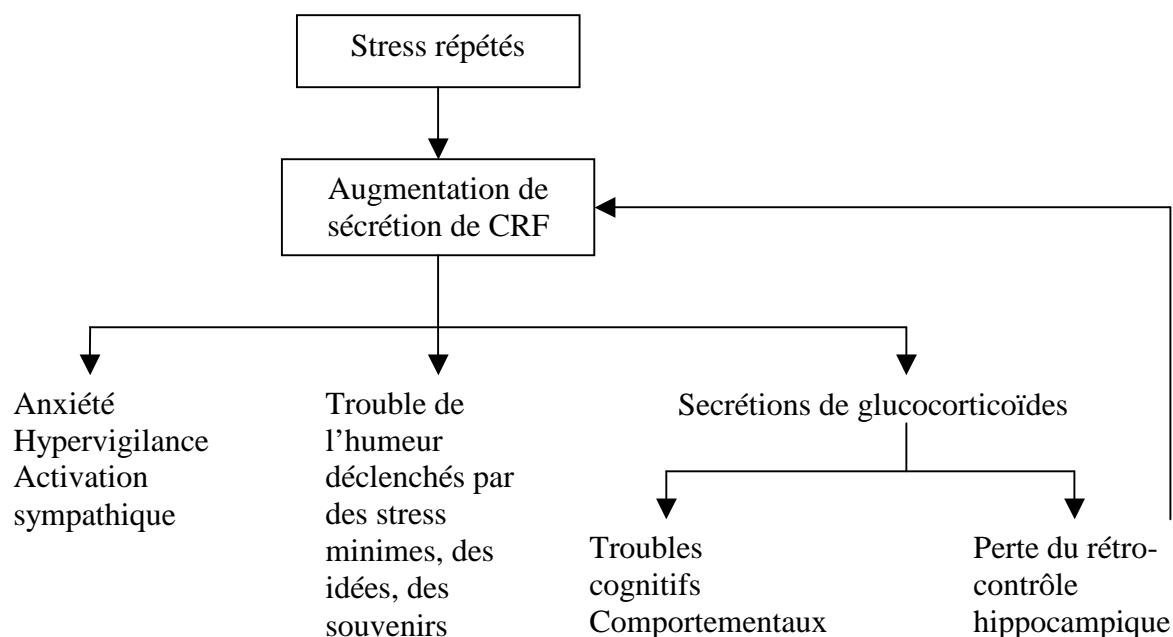 Stress répétés
Augmentation de
sécrétion de CRF
Anxiété
Hypervigilance
Activation
sympathique
Trouble de
l’humeur
déclenchés par
des stress
minimes, des
idées, des
souvenirs
Secrétions de glucocorticoïdes
Troubles
cognitifs
Comportementaux
Perte du rétro-
contrôle
hippocampique